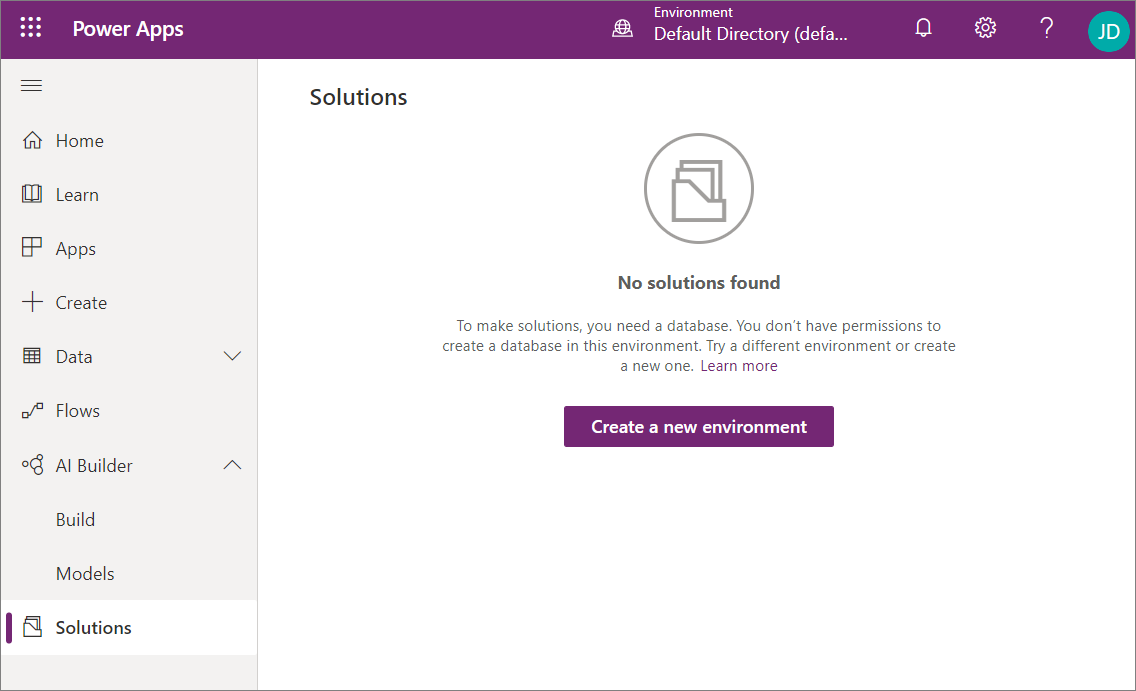 Power Apps
Environment
Default Directory (defa...
?
JD
Home
Learn
Apps
Create
Data
Flows
AI Builder
Build
Models
Solutions
Solutions
No solutions found
To make solutions, you need a database. You don’t have permissions to
create a database in this environment. Try a different environment or create
a new one. Learn more
Create a new environment